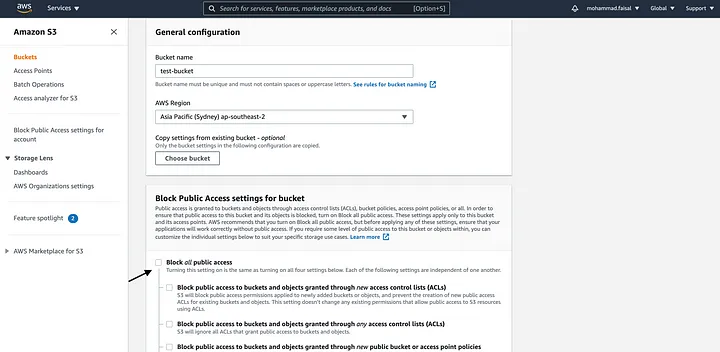 aws
Services
Search for services, features, marketplace products, and docs
[Option+S]
mohammad.faisal
Global
Support
Amazon S3
Buckets
Access Points
Batch Operations
Access analyzer for S3
Block Public Access settings for
account
Storage Lens
Dashboards
AWS Organizations settings
Feature spotlight 2
AWS Marketplace for S3
General configuration
Bucket name
test-bucket
Bucket name must be unique and must not contain spaces or uppercase letters. See rules for bucket naming
AWS Region
Asia Pacific (Sydney) ap-southeast-2
Copy settings from existing bucket - optional
Only the bucket settings in the following configuration are copied.
Choose bucket
Block Public Access settings for bucket
Public access is granted to buckets and objects through access control lists (ACLs), bucket policies, access point policies, or all. In order to
ensure that public access to this bucket and its objects is blocked, turn on Block all public access. These settings apply only to this bucket
and its access points. AWS recommends that you turn on Block all public access, but before applying any of these settings, ensure that your
applications will work correctly without public access. If you require some level of public access to this bucket or objects within, you can
customize the individual settings below to suit your specific storage use cases. Learn more
Block all public access
Turning this setting on is the same as turning on all four settings below. Each of the following settings are independent of one another.
Block public access to buckets and objects granted through new access control lists (ACLs)
S3 will block public access permissions applied to newly added buckets or objects, and prevent the creation of new public access
ACLs for existing buckets and objects. This setting doesn't change any existing permissions that allow public access to S3 resources
using ACLs.
Block public access to buckets and objects granted through any access control lists (ACLs)
S3 will ignore all ACLs that grant public access to buckets and objects.
Block public access to buckets and objects granted through new public bucket or access point policies